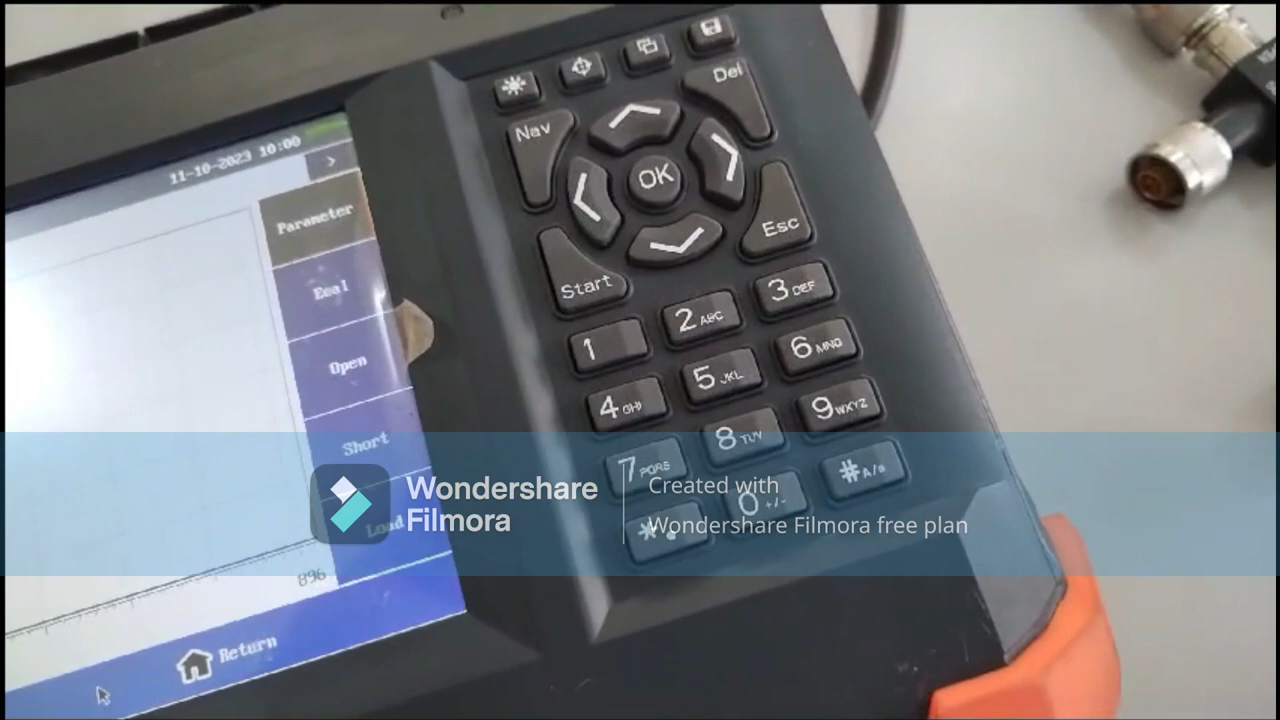 11-10-2023 10:00
>
Parameter
Ecal
Open
Short
Load
896
Return
Nav
Del
OK
Start
Esc
1
2 ABC
3 DEF
4 GHI
5 JKL
6 MNO
7 PQRS
8 TUV
9 WXYZ
*.
0 +/-
# A/a
Wondershare
Filmora
Created with
Wondershare Filmora free plan